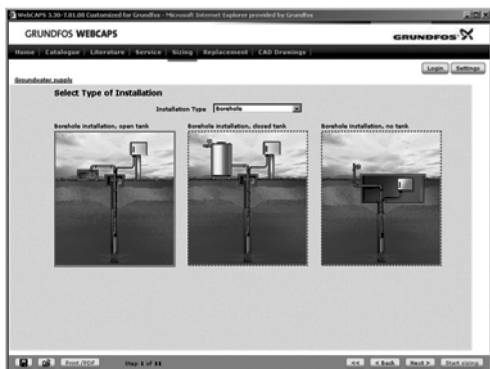 WebCAPS 3.30-7.01.08 Customized for Grundfos - Microsoft Internet Explorer provided by Grundfos
GRUNDFOS WEBCAPS
GRUNDFOS
Home | Catalogue | Literature | Service | Sizing | Replacement | CAD Drawings |
Login Settings
Groundwater supply
Select Type of Installation
Installation Type Borehole
Borehole installation, open tank
Borehole installation, closed tank
Borehole installation, no tank
Print/PDF Step 1 of 11 << < Back Next > Start sizing